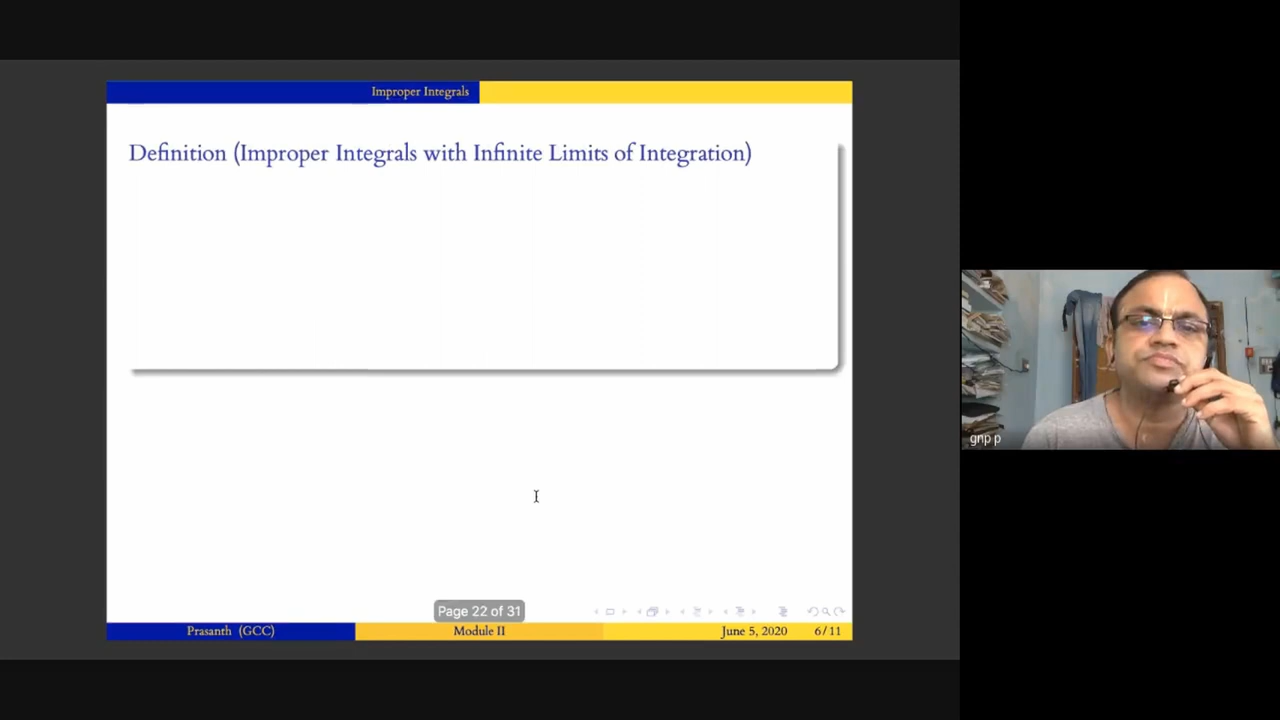 Improper Integrals
Definition (Improper Integrals with Infinite Limits of Integration)
gnp p
Page 22 of 31
Prasanth (GCC)
Module II
June 5, 2020
6/11